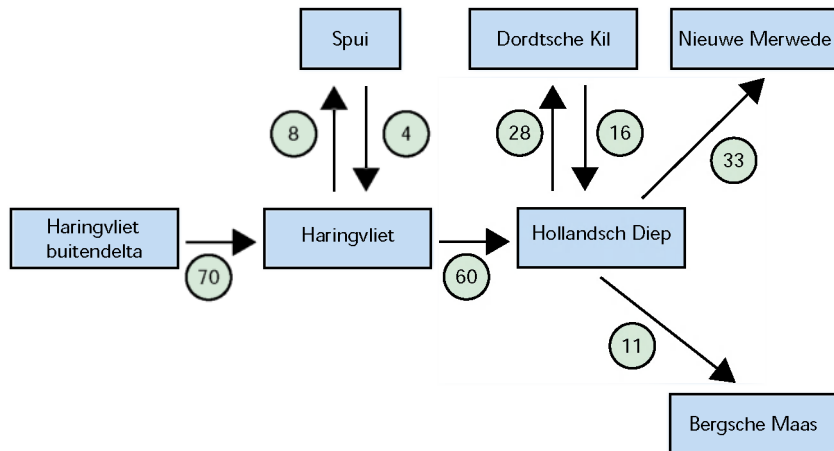 Spui
Dordtsche Kil
Nieuwe Merwede
8
4
28
16
33
Haringvliet
buitendelta
Haringvliet
Hollandsch Diep
70
60
11
Bergsche Maas